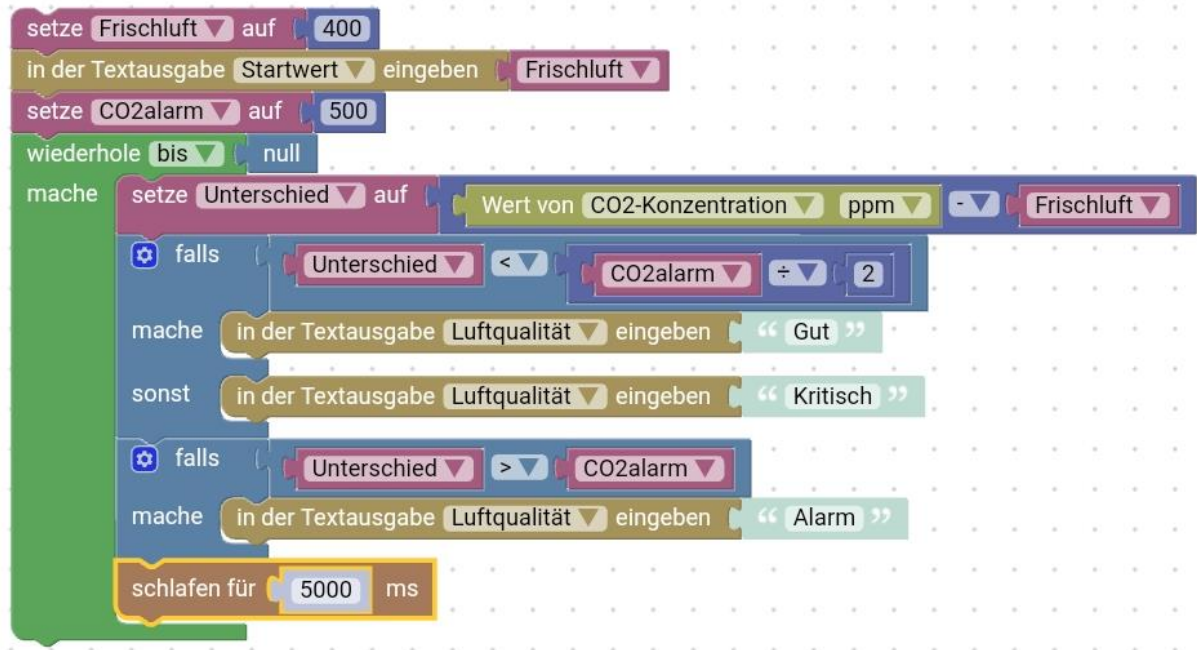 setze Frischluft auf 400
in der Textausgabe Startwert eingeben Frischluft
setze CO2alarm auf 500
wiederhole bis null
mache setze Unterschied auf Wert von CO2-Konzentration ppm - Frischluft
falls Unterschied < CO2alarm ÷ 2
mache in der Textausgabe Luftqualität eingeben “ Gut ”
sonst in der Textausgabe Luftqualität eingeben “ Kritisch ”
falls Unterschied > CO2alarm
mache in der Textausgabe Luftqualität eingeben “ Alarm ”
schlafen für 5000 ms